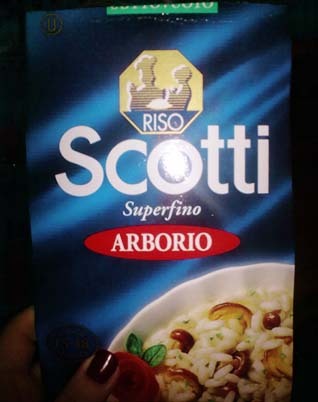 U
RISO
Scotti
Superfino
ARBORIO